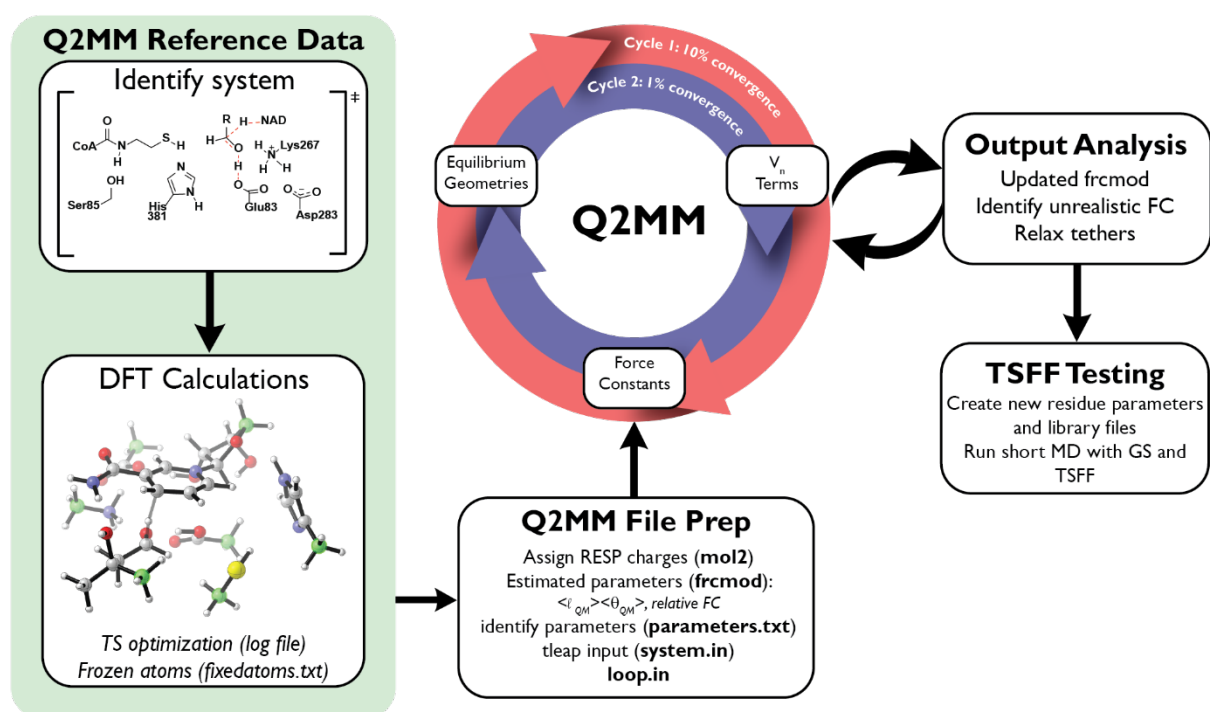 Q2MM Reference Data
Identify system
‡
O
CoA
N
H
S
H
R
H
NAD
H
O
H
O
O
Glu83
H
N
+
H
H
Lys267
OH
Ser85
N
N
H
His
381
O
O
−
Asp283
DFT Calculations
TS optimization (log file)
Frozen atoms (fixedatoms.txt)
Cycle 1: 10% convergence
Cycle 2: 1% convergence
Equilibrium
Geometries
Vn
Terms
Q2MM
Force
Constants
Q2MM File Prep
Assign RESP charges (mol2)
Estimated parameters (frcmod):
<ℓQM><θQM>, relative FC
identify parameters (parameters.txt)
tleap input (system.in)
loop.in
Output Analysis
Updated frcmod
Identify unrealistic FC
Relax tethers
TSFF Testing
Create new residue parameters
and library files
Run short MD with GS and
TSFF